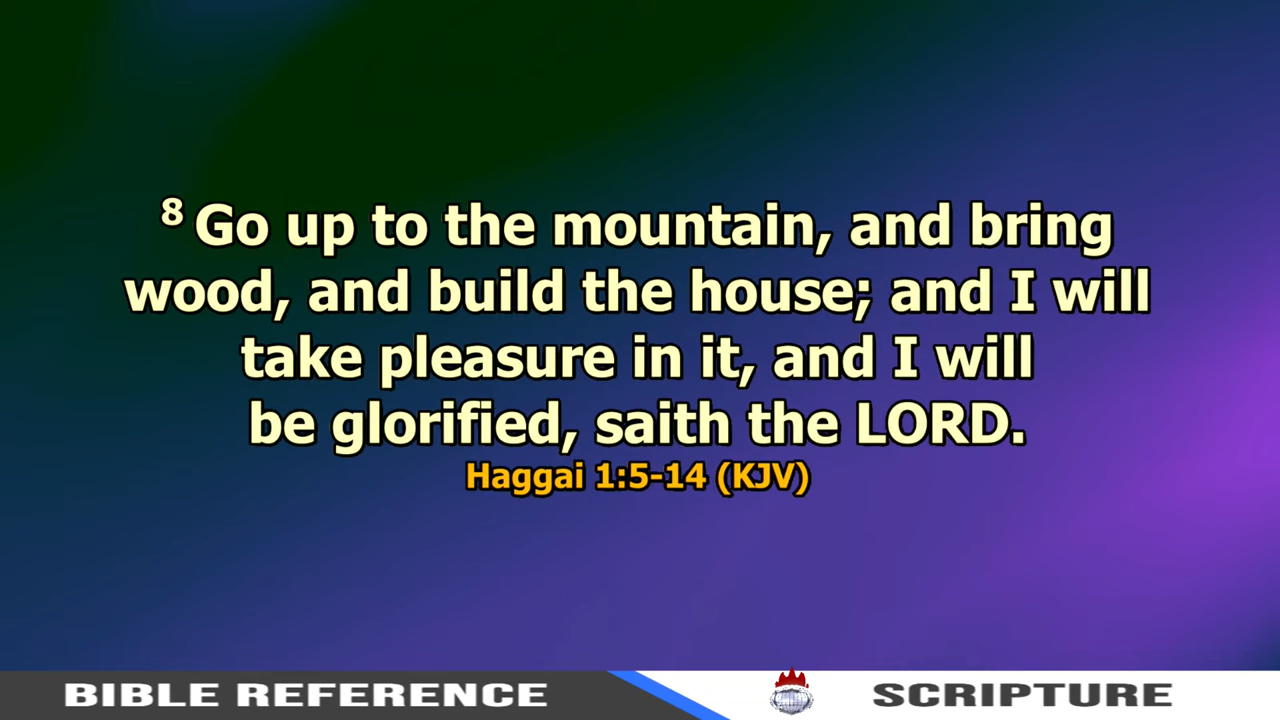 8 Go up to the mountain, and bring
wood, and build the house; and I will
take pleasure in it, and I will
be glorified, saith the LORD.
Haggai 1:5-14 (KJV)
BIBLE REFERENCE
SCRIPTURE